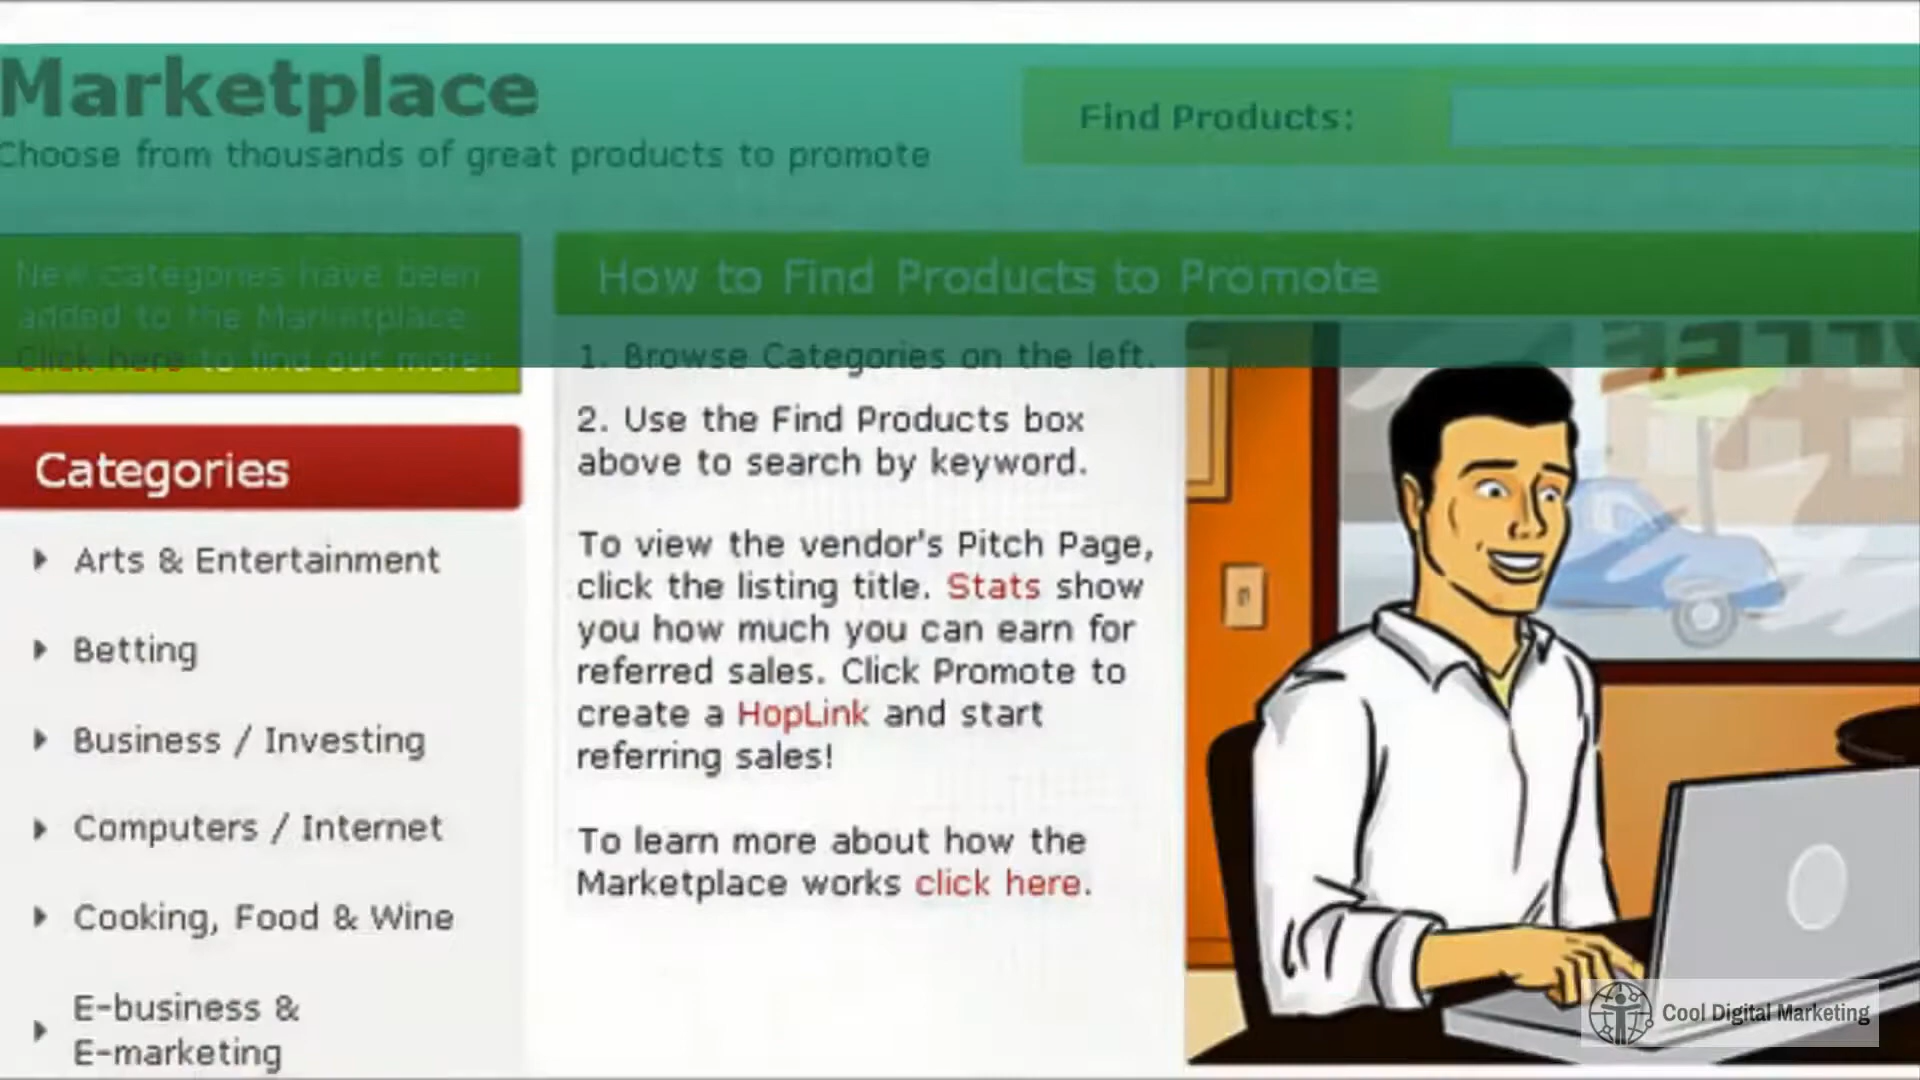 Marketplace
Choose from thousands of great products to promote
Find Products:
New categories have been
added to the Marketplace.
Click here to find out more.
How to Find Products to Promote
1. Browse Categories on the left.
2. Use the Find Products box
above to search by keyword.
To view the vendor's Pitch Page,
click the listing title. Stats show
you how much you can earn for
referred sales. Click Promote to
create a HopLink and start
referring sales!
To learn more about how the
Marketplace works click here.
Categories
Arts & Entertainment
Betting
Business / Investing
Computers / Internet
Cooking, Food & Wine
E-business &
E-marketing
Cool Digital Marketing